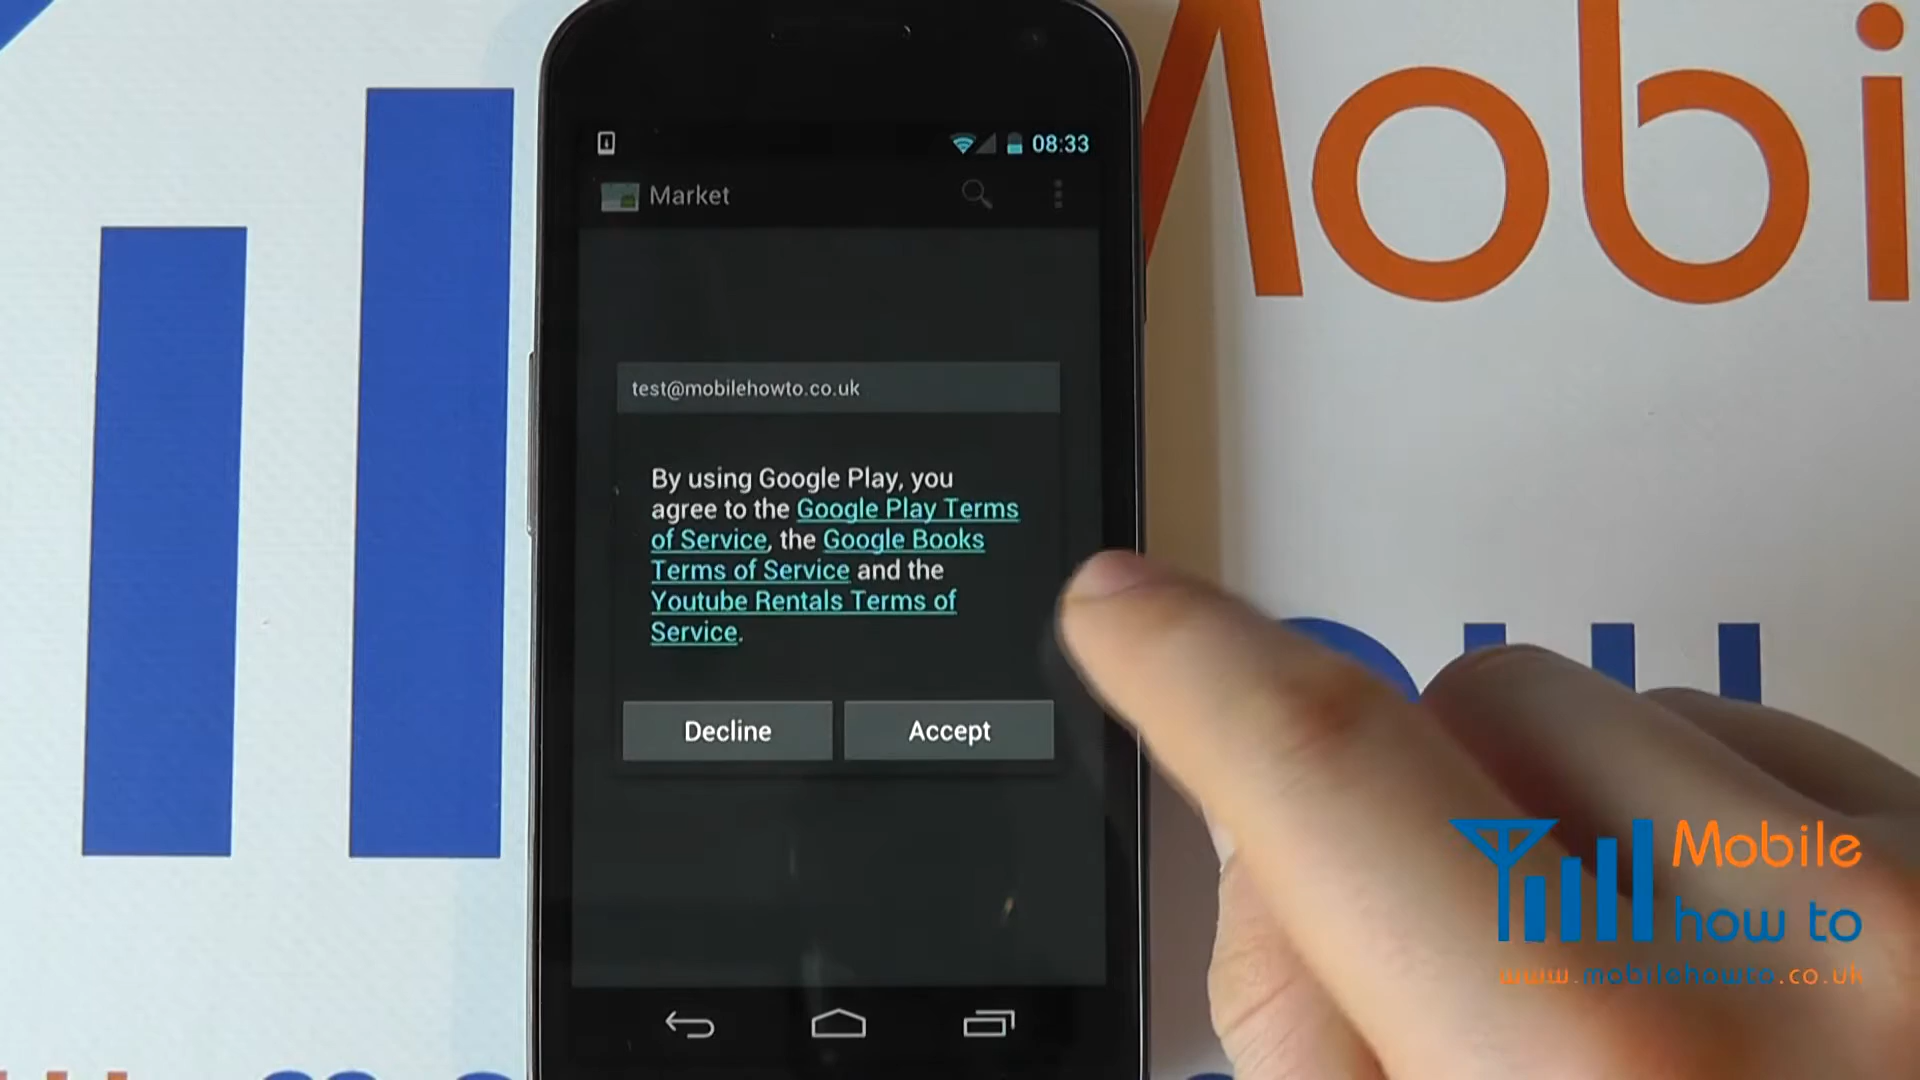 Mobi
08:33
Market
test@mobilehowto.co.uk
By using Google Play, you
agree to the Google Play Terms
of Service, the Google Books
Terms of Service and the
Youtube Rentals Terms of
Service.
Decline
Accept
Mobile
how to
www.mobilehowto.co.uk